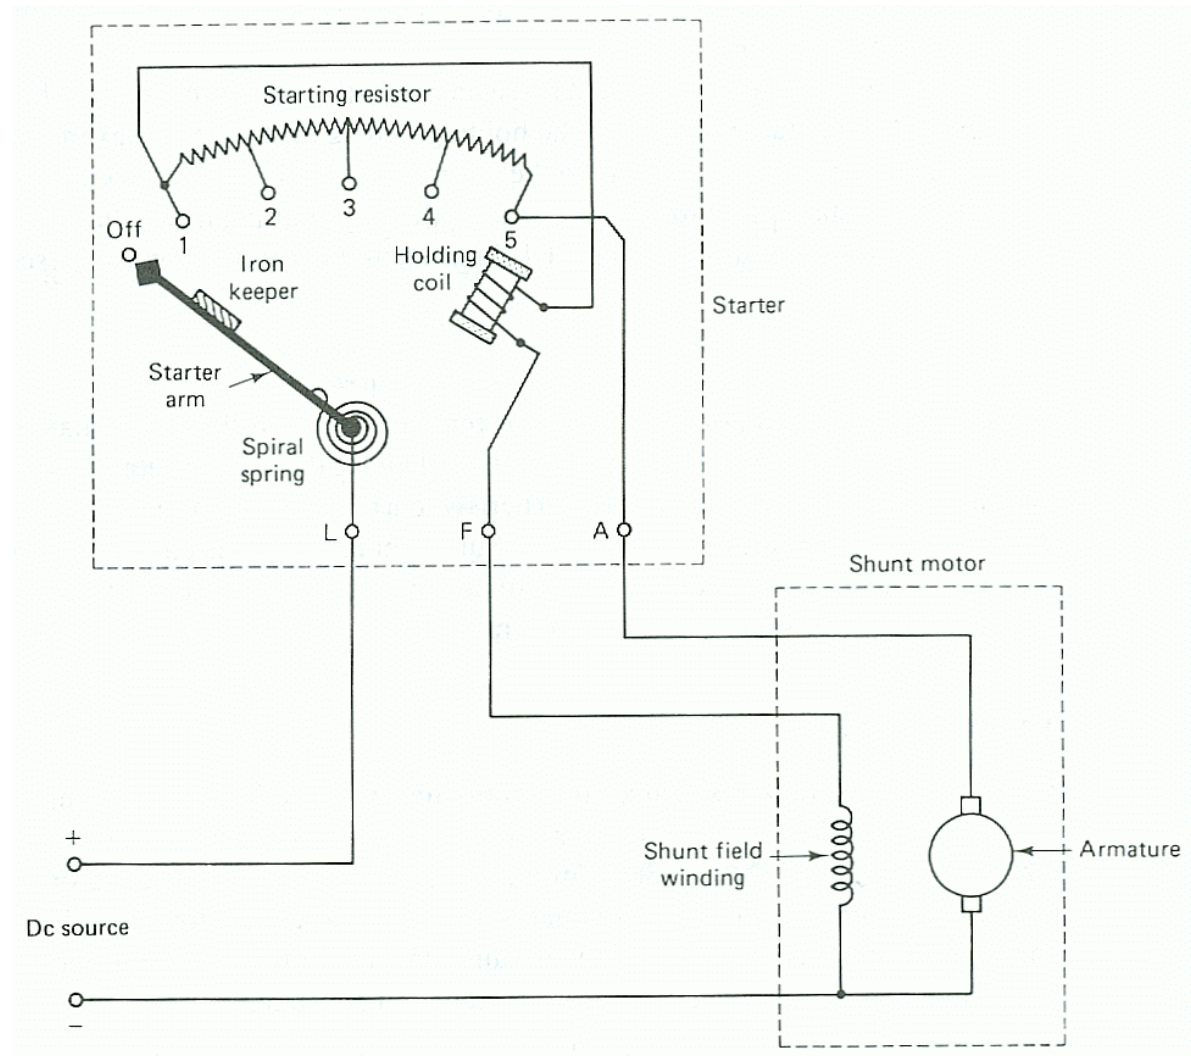 Starting resistor
Off
1
2
3
4
5
Iron
keeper
Holding
coil
Starter
Starter
arm
Spiral
spring
L
F
A
Shunt motor
+
Shunt field
winding
Armature
Dc source
−